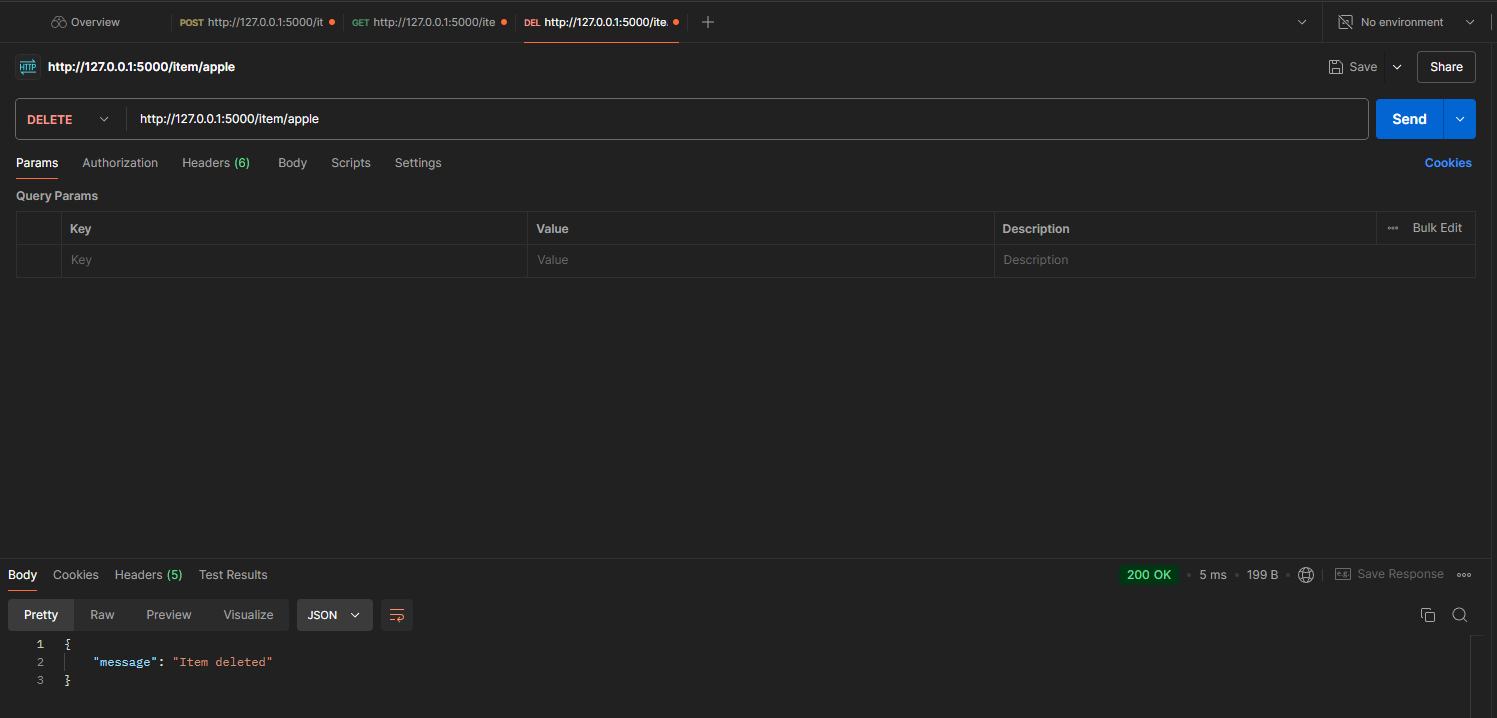 Overview POST http://127.0.0.1:5000/it GET http://127.0.0.1:5000/ite DEL http://127.0.0.1:5000/ite. No environment
HTTP http://127.0.0.1:5000/item/apple Save Share
DELETE http://127.0.0.1:5000/item/apple Send
Params Authorization Headers (6) Body Scripts Settings Cookies
Query Params
Key Value Description Bulk Edit
Key Value Description
Body Cookies Headers (5) Test Results 200 OK 5 ms 199 B e.g. Save Response
Pretty Raw Preview Visualize JSON
1 {
2 "message": "Item deleted"
3 }